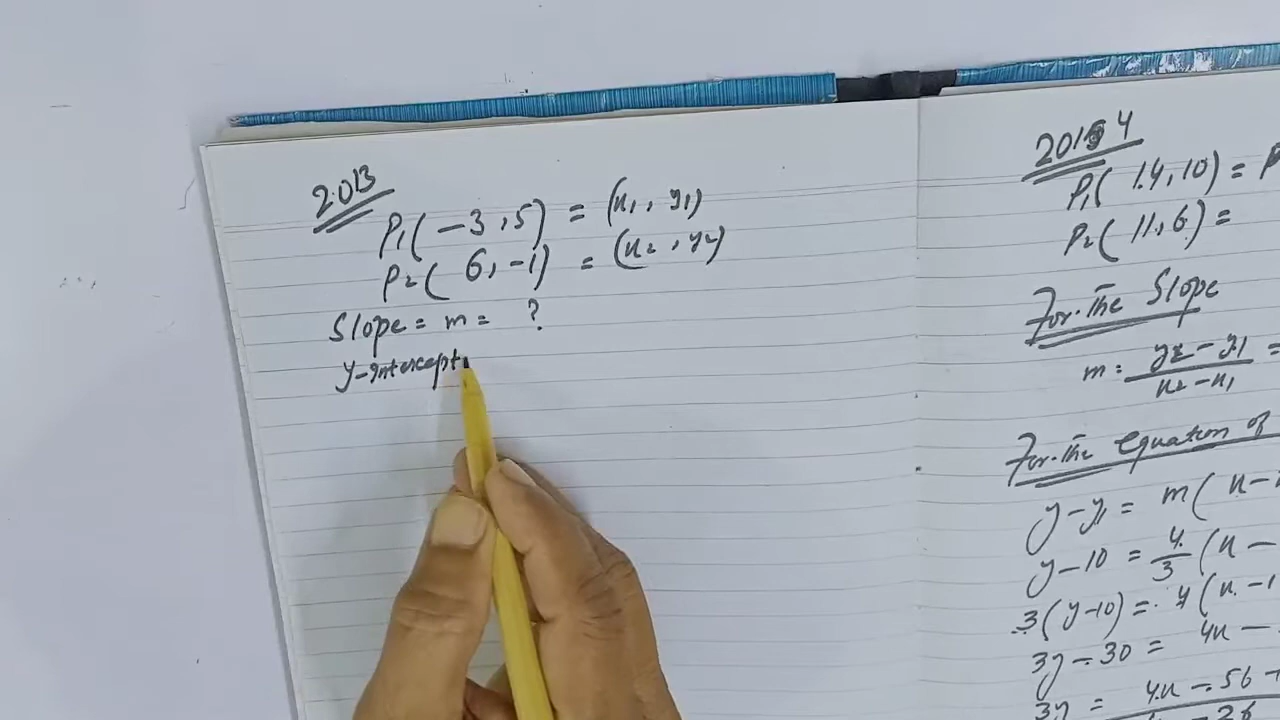 2013
P₁( -3 , 5 ) = (x₁ , y₁)
P₂( 6 , -1 ) = (x₂ , y₂)
Slope = m = ?
y-Intercept
2014
P₁( 14, 10 ) = P
P₂( 11, 6 ) =
For The Slope
m = y₂ - y₁ / x₂ - x₁ =
For The Equation of
y - y₁ = m ( x -
y - 10 = 4/3 ( x -
3(y-10) = 4 ( x - 1
3y - 30 = 4x -
3y = 4x - 56 +
26